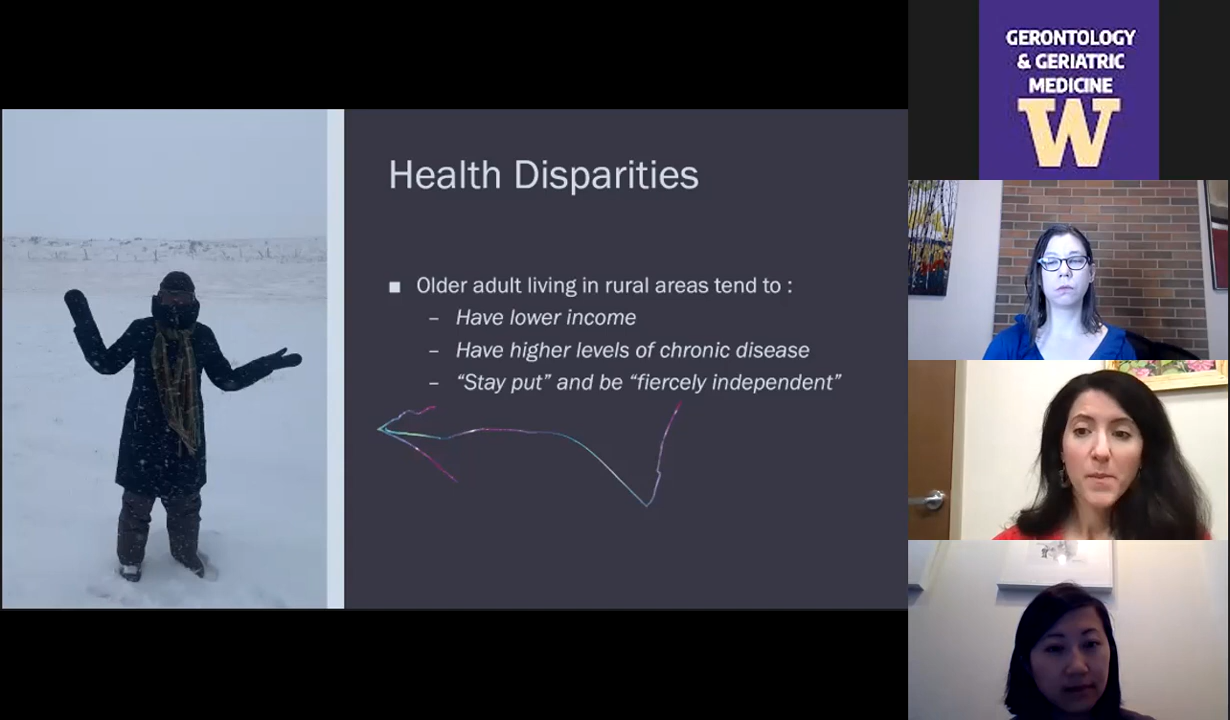 Health Disparities
■ Older adult living in rural areas tend to :
– Have lower income
– Have higher levels of chronic disease
– “Stay put” and be “fiercely independent”
GERONTOLOGY
& GERIATRIC
MEDICINE
W